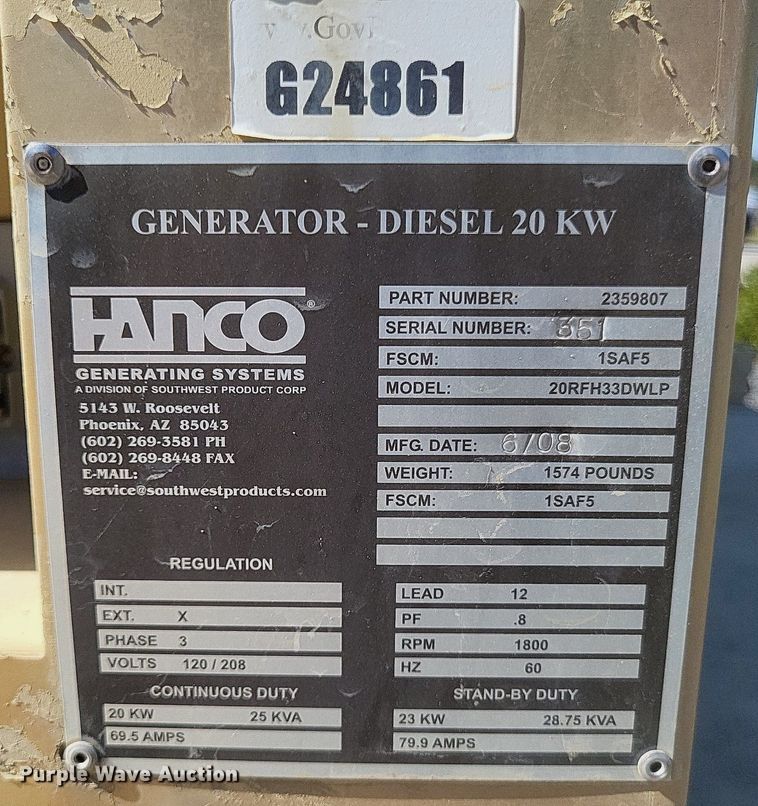 G24861
GENERATOR - DIESEL 20 KW
HANCO®
GENERATING SYSTEMS
A DIVISION OF SOUTHWEST PRODUCT CORP
5143 W. Roosevelt
Phoenix, AZ 85043
(602) 269-3581 PH
(602) 269-8448 FAX
E-MAIL:
service@southwestproducts.com
PART NUMBER: 2359807
SERIAL NUMBER: 351
FSCM: 1SAF5
MODEL: 20RFH33DWLP
MFG. DATE: 6/08
WEIGHT: 1574 POUNDS
FSCM: 1SAF5
REGULATION
INT.
EXT. X
PHASE 3
VOLTS 120 / 208
LEAD 12
PF .8
RPM 1800
HZ 60
CONTINUOUS DUTY
20 KW 25 KVA
69.5 AMPS
STAND-BY DUTY
23 KW 28.75 KVA
79.9 AMPS
Purple Wave Auction